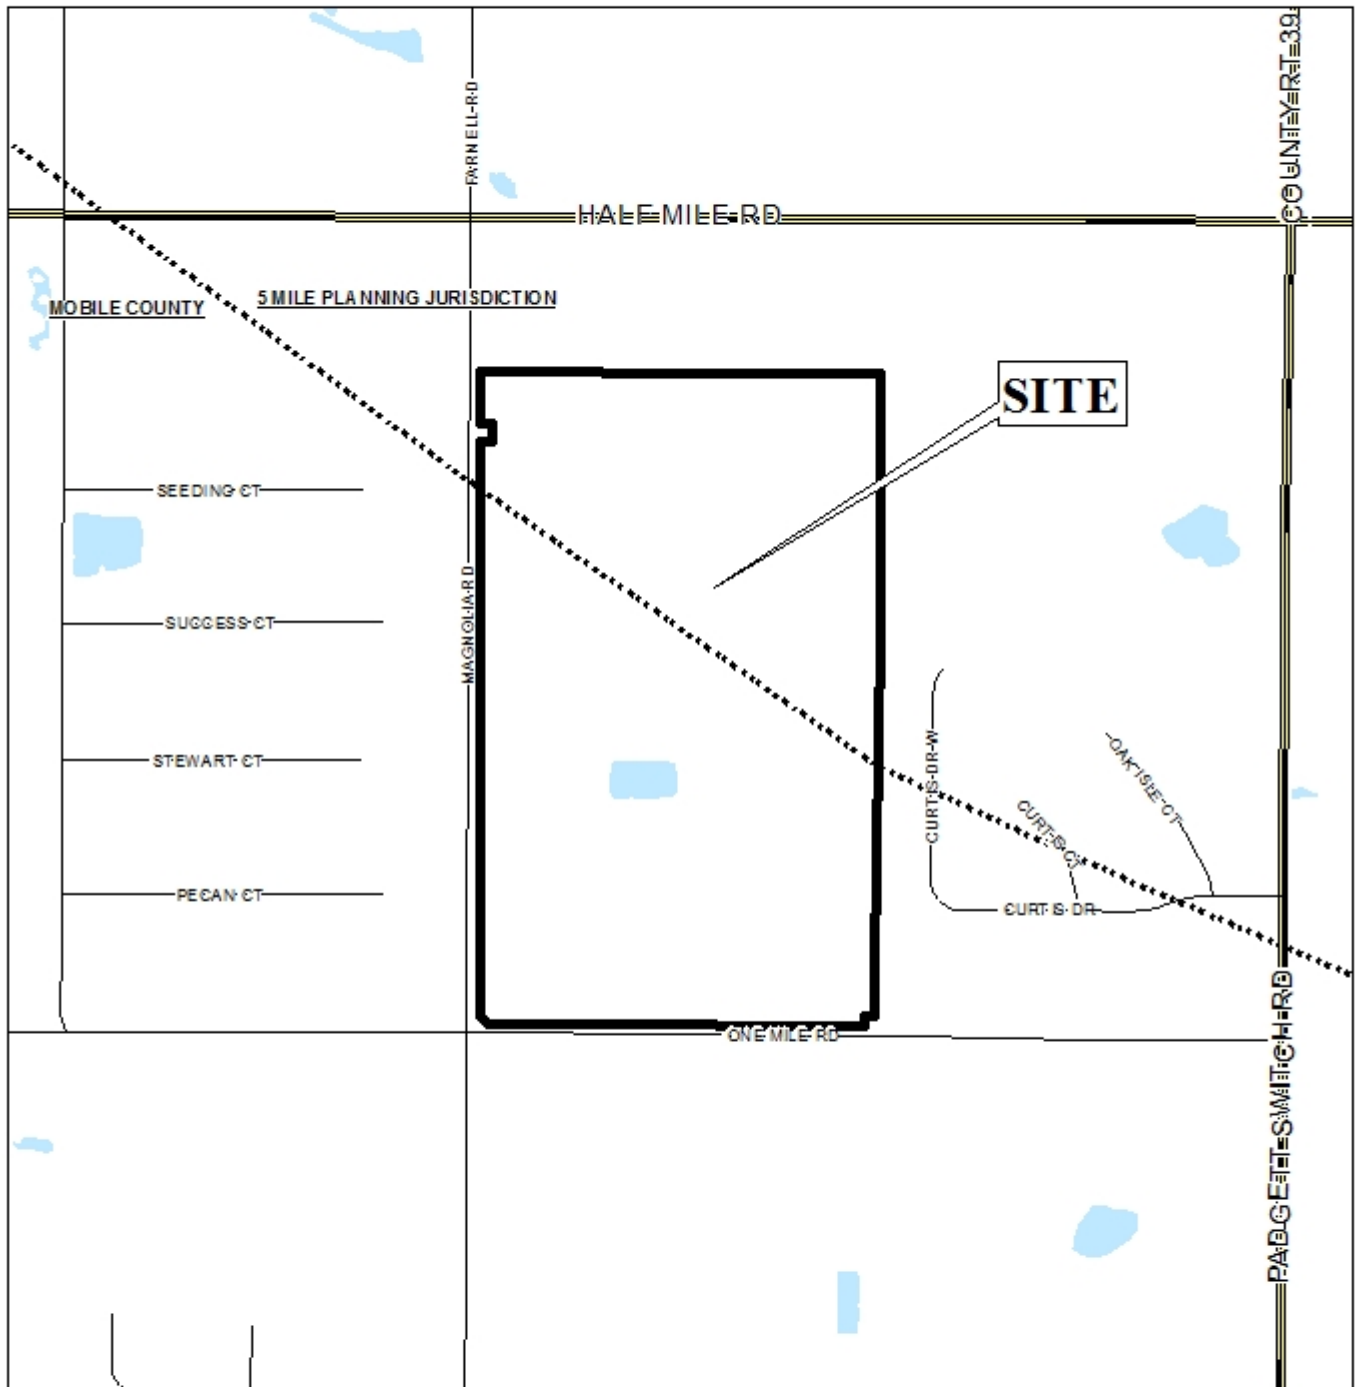 COUNTY RT 39
FARNELL RD
HALF MILE RD
MOBILE COUNTY
5 MILE PLANNING JURISDICTION
SITE
SEEDING CT
MAGNOLIA RD
SUCCESS CT
STEWART CT
CURTIS DR W
OAK ISLE CT
CURTIS CT
PECAN CT
CURTIS DR
ONE MILE RD
PADGETT SWITCH RD